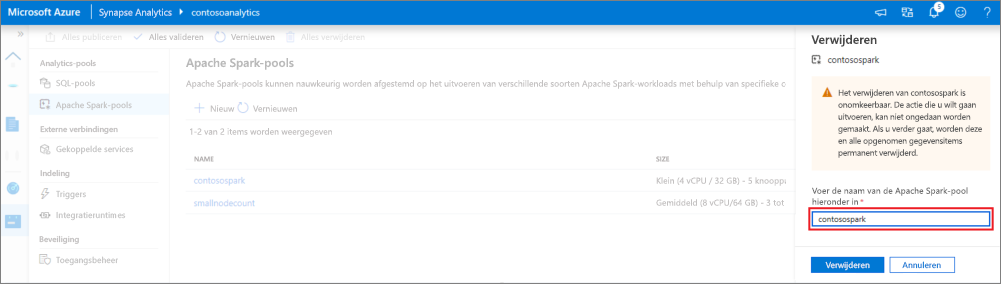 Microsoft Azure
Synapse Analytics ▸ contosoanalytics
5
?
»
Alles publiceren Alles valideren Vernieuwen Alles verwijderen
Analytics-pools
SQL-pools
Apache Spark-pools
Externe verbindingen
Gekoppelde services
Indeling
Triggers
Integratieruntimes
Beveiliging
Toegangsbeheer
Apache Spark-pools
Apache Spark-pools kunnen nauwkeurig worden afgestemd op het uitvoeren van verschillende soorten Apache Spark-workloads met behulp van specifieke c
Nieuw Vernieuwen
1-2 van 2 items worden weergegeven
NAME SIZE
contosospark Klein (4 vCPU / 32 GB) - 5 knooppu
smallnodecount Gemiddeld (8 vCPU/64 GB) - 3 tot
Verwijderen
contosospark
Het verwijderen van contosospark is
onomkeerbaar. De actie die u wilt gaan
uitvoeren, kan niet ongedaan worden
gemaakt. Als u verder gaat, worden deze
en alle opgenomen gegevensitems
permanent verwijderd.
Voer de naam van de Apache Spark-pool
hieronder in *
contosospark
Verwijderen Annuleren